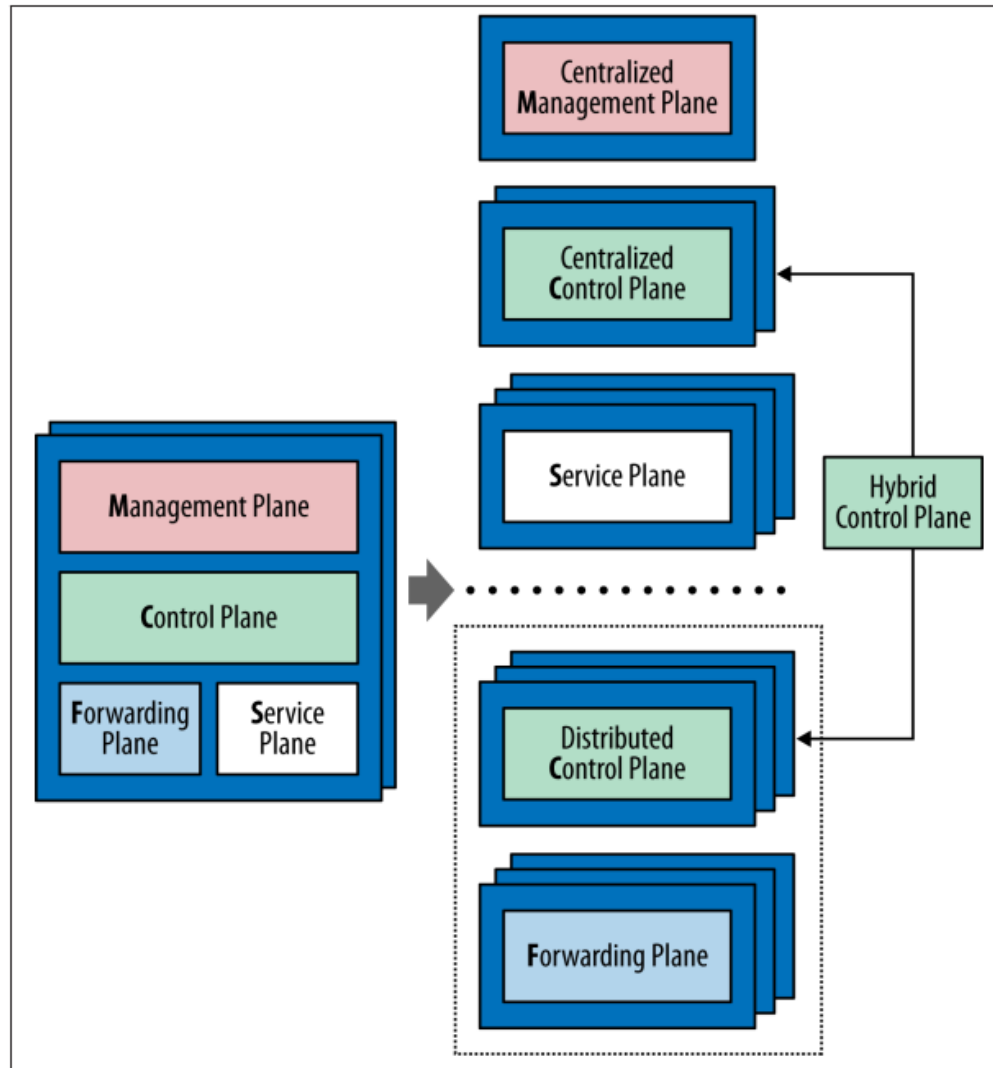 Centralized
Management Plane
Centralized
Control Plane
Service Plane
Hybrid
Control Plane
Management Plane
Control Plane
Forwarding
Plane
Service
Plane
Distributed
Control Plane
Forwarding Plane